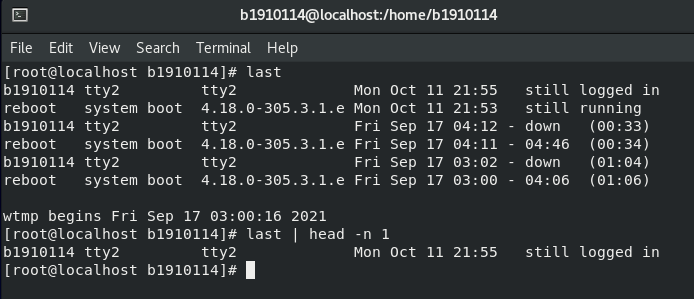 b1910114@localhost:/home/b1910114
File Edit View Search Terminal Help
[root@localhost b1910114]# last
b1910114 tty2         tty2             Mon Oct 11 21:55   still logged in
reboot   system boot  4.18.0-305.3.1.e Mon Oct 11 21:53   still running
b1910114 tty2         tty2             Fri Sep 17 04:12 - down   (00:33)
reboot   system boot  4.18.0-305.3.1.e Fri Sep 17 04:11 - 04:46  (00:34)
b1910114 tty2         tty2             Fri Sep 17 03:02 - down   (01:04)
reboot   system boot  4.18.0-305.3.1.e Fri Sep 17 03:00 - 04:06  (01:06)
wtmp begins Fri Sep 17 03:00:16 2021
[root@localhost b1910114]# last | head -n 1
b1910114 tty2         tty2             Mon Oct 11 21:55   still logged in
[root@localhost b1910114]#